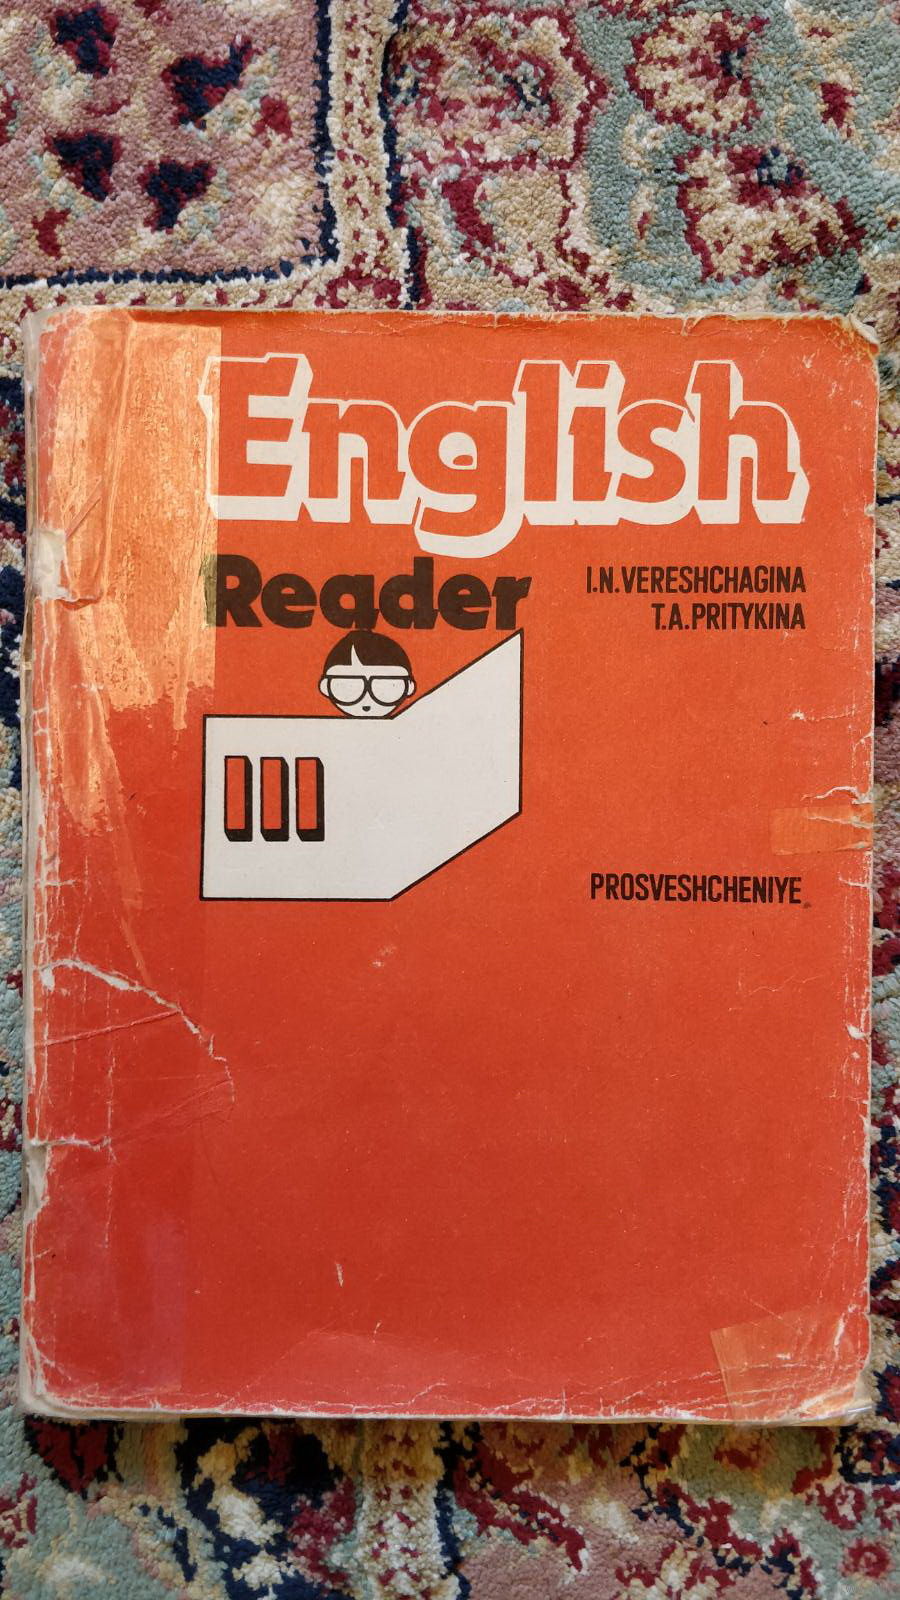 English
Reader
I.N.VERESHCHAGINA
T.A.PRITYKINA
III
PROSVESHCHENIYE